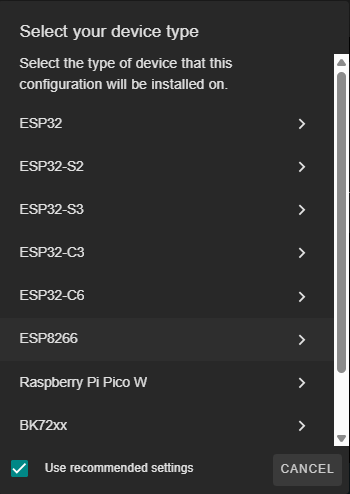 Select your device type
Select the type of device that this
configuration will be installed on.
ESP32
ESP32-S2
ESP32-S3
ESP32-C3
ESP32-C6
ESP8266
Raspberry Pi Pico W
BK72xx
Use recommended settings
CANCEL